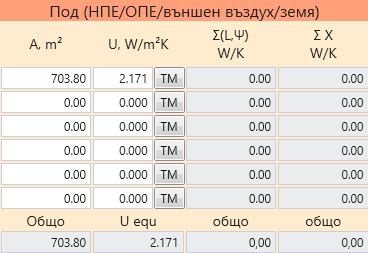 Под (НПЕ/ОПЕ/външен въздух/земя)
A, m² U, W/m²K Σ(L,Ψ) W/K Σ X W/K
703.80 2.171 TM 0.00 0.00
0.00 0.000 TM 0.00 0.00
0.00 0.000 TM 0.00 0.00
0.00 0.000 TM 0.00 0.00
0.00 0.000 TM 0.00 0.00
0.00 0.000 TM 0.00 0.00
Общо U equ общо общо
703.80 2.171 0,00 0,00